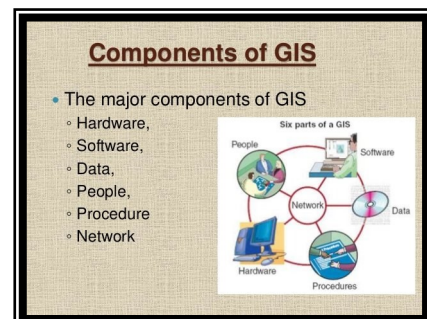 Components of GIS
• The major components of GIS
◦ Hardware,
◦ Software,
◦ Data,
◦ People,
◦ Procedure
◦ Network
Six parts of a GIS
People
Software
Network
Data
Hardware
Procedures